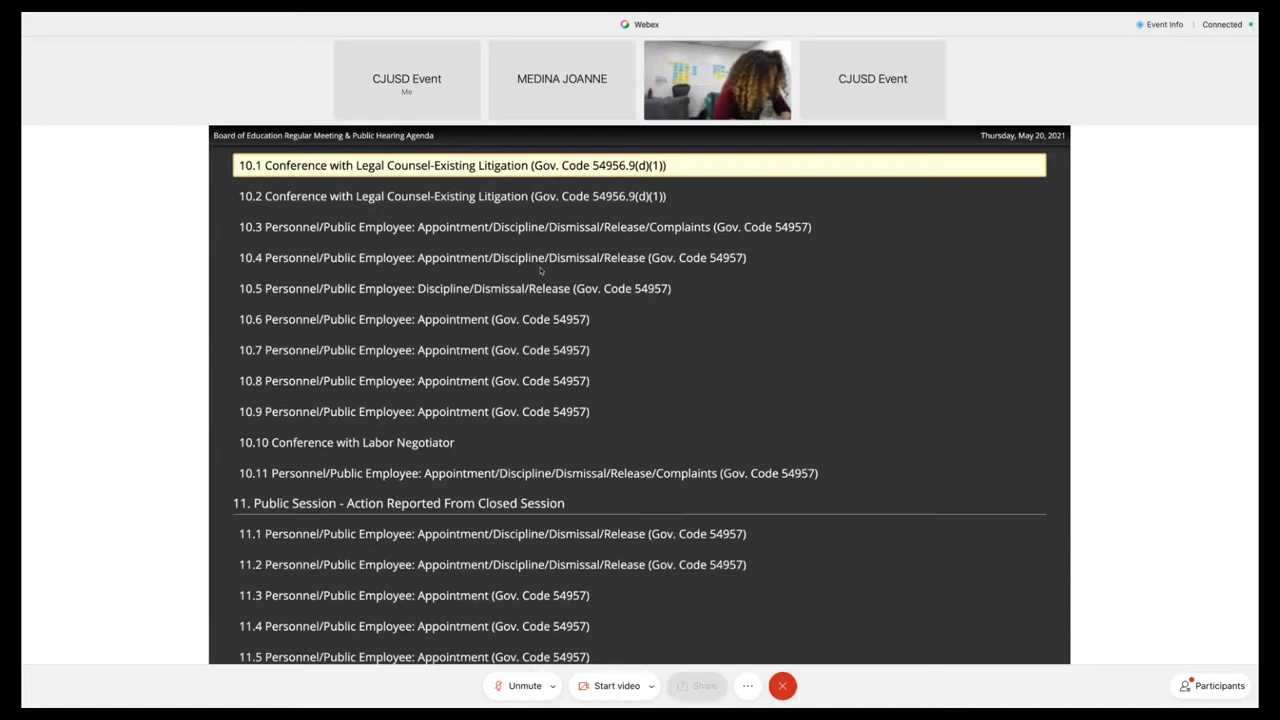 Webex
Event Info
Connected
CJUSD Event
Me
MEDINA JOANNE
CJUSD Event
Board of Education Regular Meeting & Public Hearing Agenda
Thursday, May 20, 2021
10.1 Conference with Legal Counsel-Existing Litigation (Gov. Code 54956.9(d)(1))
10.2 Conference with Legal Counsel-Existing Litigation (Gov. Code 54956.9(d)(1))
10.3 Personnel/Public Employee: Appointment/Discipline/Dismissal/Release/Complaints (Gov. Code 54957)
10.4 Personnel/Public Employee: Appointment/Discipline/Dismissal/Release (Gov. Code 54957)
10.5 Personnel/Public Employee: Discipline/Dismissal/Release (Gov. Code 54957)
10.6 Personnel/Public Employee: Appointment (Gov. Code 54957)
10.7 Personnel/Public Employee: Appointment (Gov. Code 54957)
10.8 Personnel/Public Employee: Appointment (Gov. Code 54957)
10.9 Personnel/Public Employee: Appointment (Gov. Code 54957)
10.10 Conference with Labor Negotiator
10.11 Personnel/Public Employee: Appointment/Discipline/Dismissal/Release/Complaints (Gov. Code 54957)
11. Public Session - Action Reported From Closed Session
11.1 Personnel/Public Employee: Appointment/Discipline/Dismissal/Release (Gov. Code 54957)
11.2 Personnel/Public Employee: Appointment/Discipline/Dismissal/Release (Gov. Code 54957)
11.3 Personnel/Public Employee: Appointment (Gov. Code 54957)
11.4 Personnel/Public Employee: Appointment (Gov. Code 54957)
11.5 Personnel/Public Employee: Appointment (Gov. Code 54957)
Unmute
Start video
Share
Participants